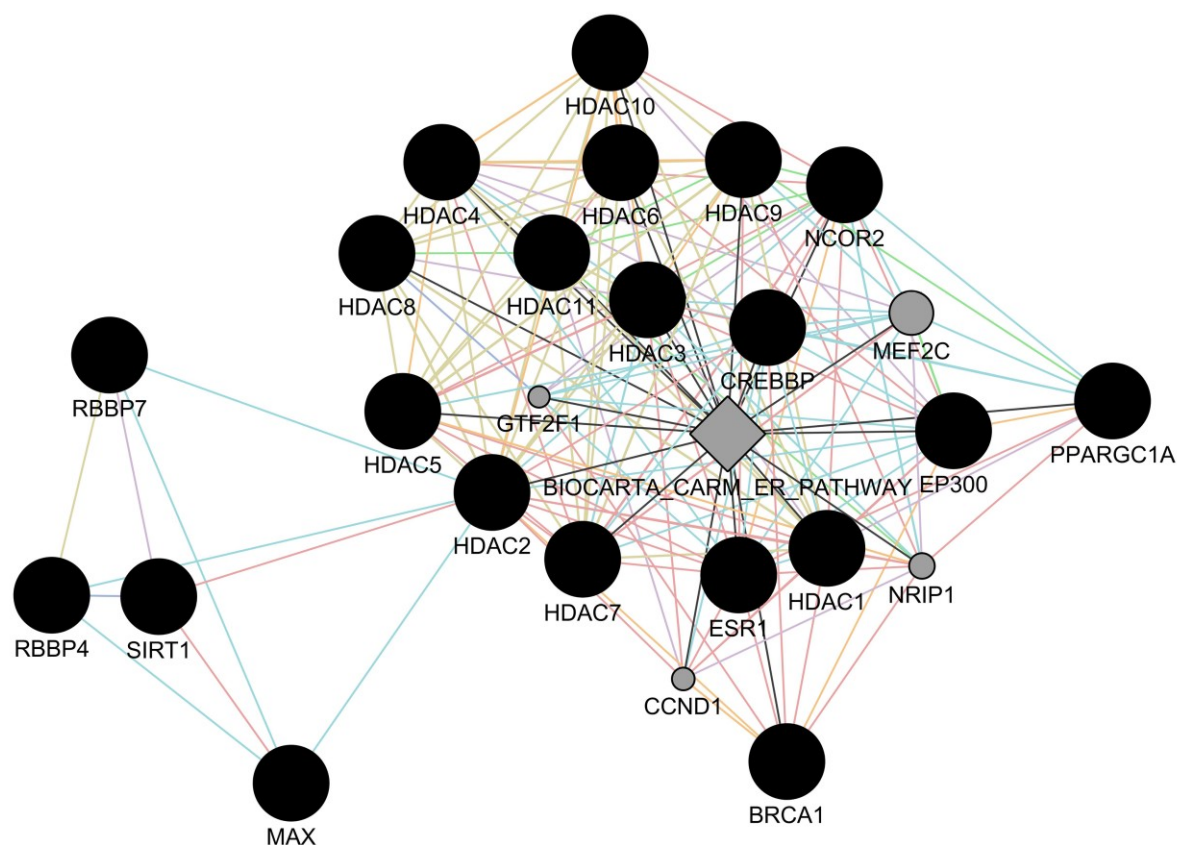 HDAC10
HDAC4
HDAC6
HDAC9
NCOR2
HDAC8
HDAC11
HDAC3
CREBBP
MEF2C
RBBP7
HDAC5
GTF2F1
PPARGC1A
EP300
BIOCARTA_CARM_ER_PATHWAY
HDAC2
HDAC7
ESR1
HDAC1
NRIP1
RBBP4
SIRT1
CCND1
BRCA1
MAX